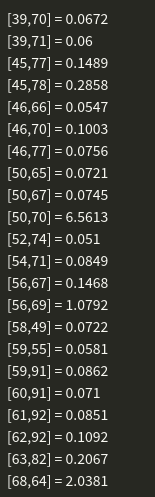 [39,70] = 0.0672
[39,71] = 0.06
[45,77] = 0.1489
[45,78] = 0.2858
[46,66] = 0.0547
[46,70] = 0.1003
[46,77] = 0.0756
[50,65] = 0.0721
[50,67] = 0.0745
[50,70] = 6.5613
[52,74] = 0.051
[54,71] = 0.0849
[56,67] = 0.1468
[56,69] = 1.0792
[58,49] = 0.0722
[59,55] = 0.0581
[59,91] = 0.0862
[60,91] = 0.071
[61,92] = 0.0851
[62,92] = 0.1092
[63,82] = 0.2067
[68,64] = 2.0381